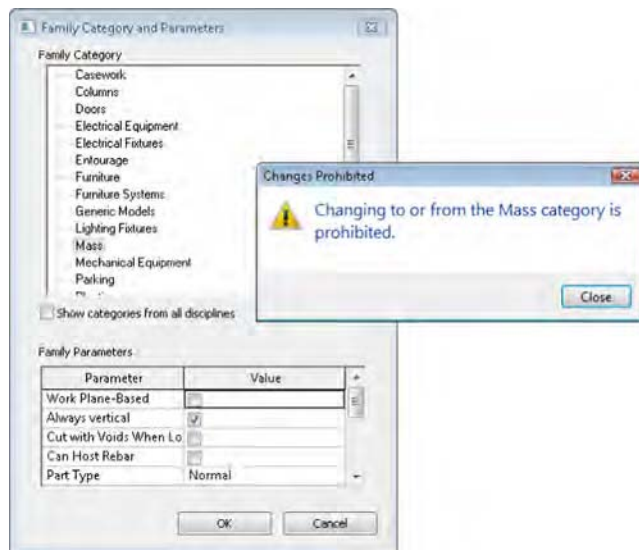 Family Category and Parameters
Family Category
Casework
Columns
Doors
Electrical Equipment
Electrical Fixtures
Entourage
Furniture
Furniture Systems
Generic Models
Lighting Fixtures
Mass
Mechanical Equipment
Parking
Show categories from all disciplines
Changes Prohibited
Changing to or from the Mass category is
prohibited.
Close
Family Parameters
Parameter Value
Work Plane-Based
Always vertical
Cut with Voids When Lo
Can Host Rebar
Part Type Normal
OK Cancel